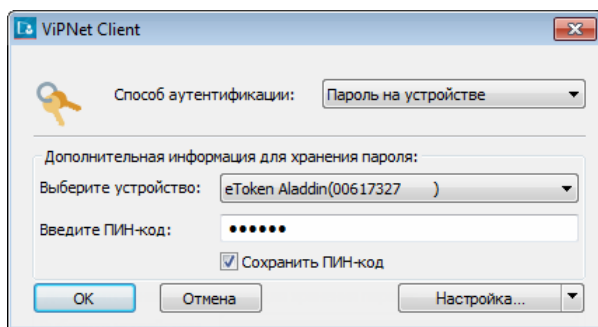 ViPNet Client
Способ аутентификации: Пароль на устройстве
Дополнительная информация для хранения пароля:
Выберите устройство: eToken Aladdin(00617327 )
Введите ПИН-код: ●●●●●●
Сохранить ПИН-код
OK Отмена Настройка...